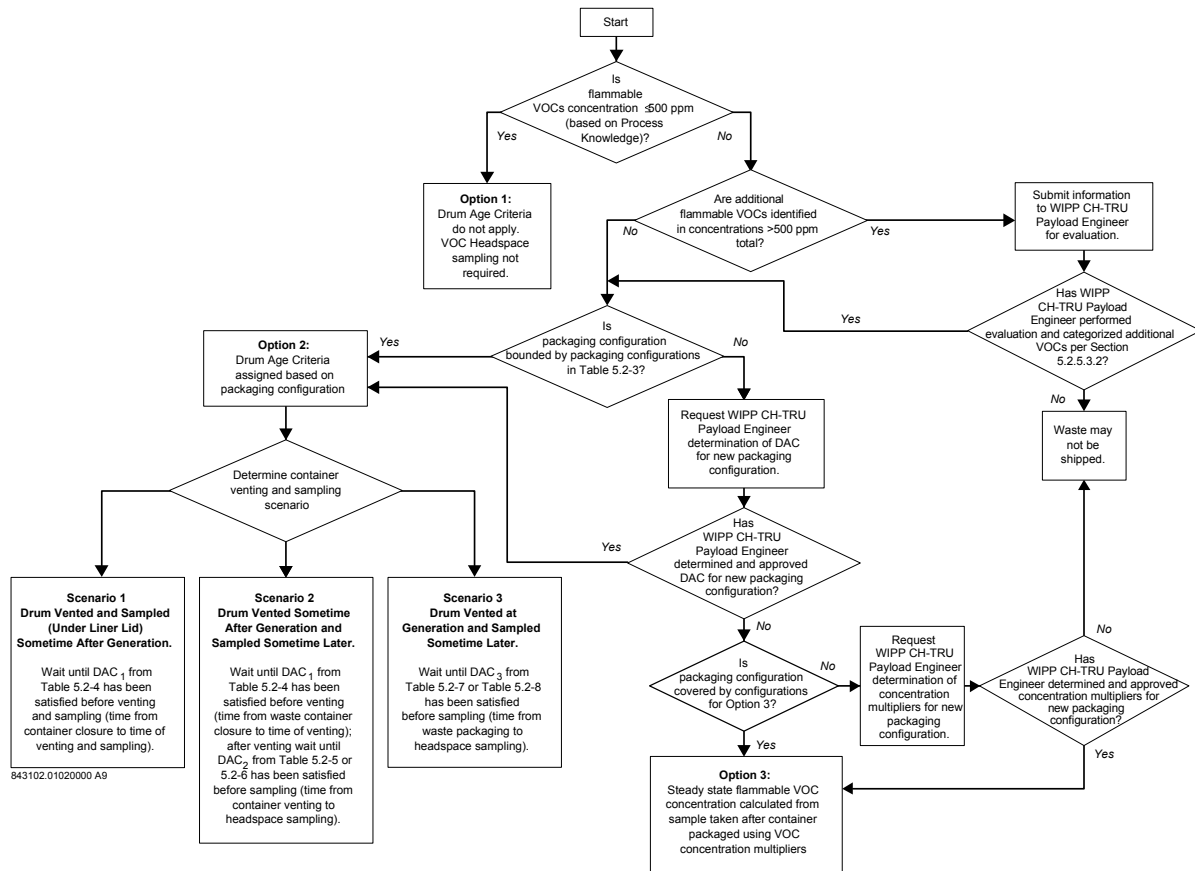 Start
Is
flammable
VOCs concentration ≤500 ppm
(based on Process
Knowledge)?
Yes
No
Option 1:
Drum Age Criteria
do not apply.
VOC Headspace
sampling not
required.
Are additional
flammable VOCs identified
in concentrations >500 ppm
total?
No
Yes
Submit information
to WIPP CH-TRU
Payload Engineer
for evaluation.
Has WIPP
CH-TRU Payload
Engineer performed
evaluation and categorized additional
VOCs per Section
5.2.5.3.2?
Yes
No
Waste may
not be
shipped.
Is
packaging configuration
bounded by packaging configurations
in Table 5.2-3?
Yes
No
Option 2:
Drum Age Criteria
assigned based on
packaging configuration
Request WIPP CH-TRU
Payload Engineer
determination of DAC
for new packaging
configuration.
Determine container
venting and sampling
scenario
Has
WIPP CH-TRU
Payload Engineer
determined and approved
DAC for new packaging
configuration?
Yes
No
Scenario 1
Drum Vented and Sampled
(Under Liner Lid)
Sometime After Generation.
Wait until DAC 1 from
Table 5.2-4 has been
satisfied before venting
and sampling (time from
container closure to time of
venting and sampling).
Scenario 2
Drum Vented Sometime
After Generation and
Sampled Sometime Later.
Wait until DAC 1 from
Table 5.2-4 has been
satisfied before venting
(time from waste container
closure to time of venting);
after venting wait until
DAC2 from Table 5.2-5 or
5.2-6 has been satisfied
before sampling (time from
container venting to
headspace sampling).
Scenario 3
Drum Vented at
Generation and Sampled
Sometime Later.
Wait until DAC3 from
Table 5.2-7 or Table 5.2-8
has been satisfied
before sampling (time from
waste packaging to
headspace sampling).
Is
packaging configuration
covered by configurations
for Option 3?
No
Yes
Request
WIPP CH-TRU
Payload Engineer
determination of
concentration
multipliers for new
packaging
configuration.
Has
WIPP CH-TRU Payload
Engineer determined and approved
concentration multipliers for
new packaging
configuration?
No
Yes
Option 3:
Steady state flammable VOC
concentration calculated from
sample taken after container
packaged using VOC
concentration multipliers
843102.01020000 A9